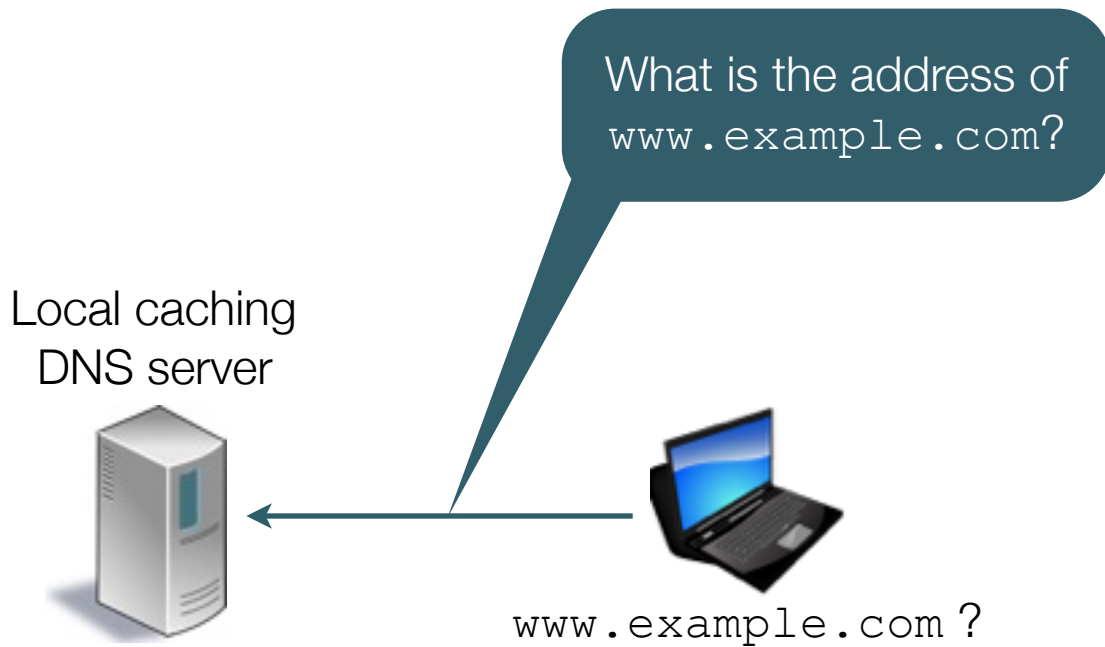 What is the address of
www.example.com?
Local caching
DNS server
www.example.com ?